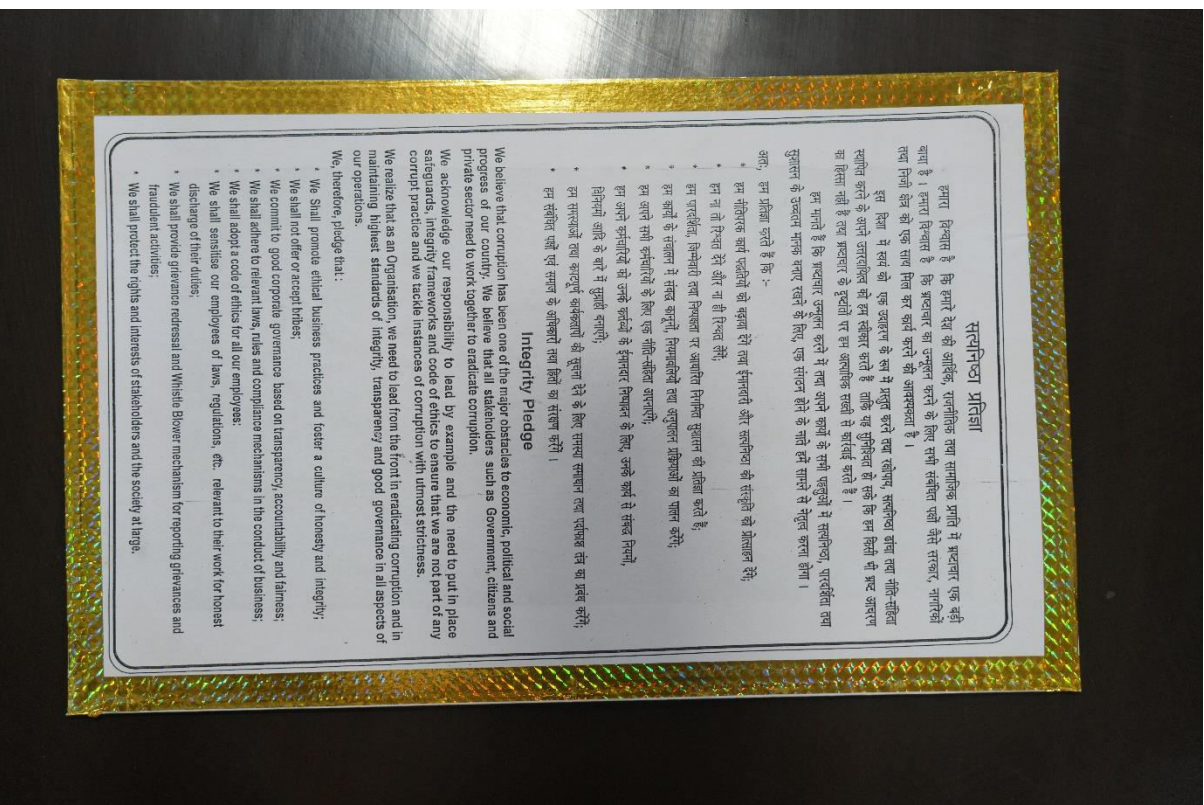 सत्यनिष्ठा प्रतिज्ञा
हमारा विश्वास है कि हमारे देश की आर्थिक, राजनीतिक तथा सामाजिक प्रगति में भ्रष्टाचार एक बड़ी
बाधा है । हमारा विश्वास है कि भ्रष्टाचार का उन्मूलन करने के लिए सभी संबंधित पक्षों जैसे सरकार, नागरिकों
तथा निजी क्षेत्र को एक साथ मिल कर कार्य करने की आवश्यकता है ।
इस दिशा में स्वयं को एक उदाहरण के रूप में प्रस्तुत करने तथा रक्षोपाय, सत्यनिष्ठा ढांचा तथा नीति-संहिता
स्थापित करने के अपने उत्तरदायित्व को हम स्वीकार करते हैं ताकि यह सुनिश्चित हो सके कि हम किसी भी भ्रष्ट आचरण
का हिस्सा नहीं हैं तथा भ्रष्टाचार के दृष्टांतों पर हम अत्यधिक सख्ती से कार्रवाई करते हैं ।
हम मानते हैं कि भ्रष्टाचार उन्मूलन करने में तथा अपने कार्यों के सभी पहलुओं में सत्यनिष्ठा, पारदर्शिता तथा
सुशासन के उच्चतम मानक बनाए रखने के लिए, एक संगठन होने के नाते हमें सामने से नेतृत्व करना होगा ।
अतः, हम प्रतिज्ञा करते हैं कि :-
* हम नीतिपरक कार्य पद्धतियों को बढ़ावा देंगे तथा ईमानदारी और सत्यनिष्ठा की संस्कृति को प्रोत्साहन देंगे;
* हम ना तो रिश्वत देंगे और ना ही रिश्वत लेंगे;
* हम पारदर्शिता, जिम्मेवारी तथा निष्पक्षता पर आधारित निगमित सुशासन की प्रतिज्ञा करते हैं;
* हम कार्यों के संचालन में संबद्ध कानूनों, नियमावलियों तथा अनुपालन प्रक्रियाओं का पालन करेंगे;
* हम अपने सभी कर्मचारियों के लिए एक नीति-संहिता अपनाएंगे;
* हम अपने कर्मचारियों को उनके कर्तव्यों के ईमानदार निष्पादन के लिए, उनके कार्य से संबद्ध नियमों,
विनियमों आदि के बारे में सुग्राही बनाएंगे;
* हम समस्याओं तथा कपटपूर्ण कार्यकलापों की सूचना देने के लिए समस्या समाधान तथा पर्दाफाश तंत्र का प्रबंध करेंगे;
* हम संबंधित पक्षों एवं समाज के अधिकारों तथा हितों का संरक्षण करेंगे ।
Integrity Pledge
We believe that corruption has been one of the major obstacles to economic, political and social
progress of our country. We believe that all stakeholders such as Government, citizens and
private sector need to work together to eradicate corruption.
We acknowledge our responsibility to lead by example and the need to put in place
safeguards, integrity frameworks and code of ethics to ensure that we are not part of any
corrupt practice and we tackle instances of corruption with utmost strictness.
We realize that as an Organisation, we need to lead from the front in eradicating corruption and in
maintaining highest standards of integrity, transparency and good governance in all aspects of
our operations.
We, therefore, pledge that :
* We Shall promote ethical business practices and foster a culture of honesty and integrity;
* We shall not offer or accept bribes;
* We commit to good corporate governance based on transparency, accountability and fairness;
* We shall adhere to relevant laws, rules and compliance mechanisms in the conduct of business;
* We shall adopt a code of ethics for all our employees;
* We shall sensitise our employees of laws, regulations, etc. relevant to their work for honest
discharge of their duties;
* We shall provide grievance redressal and Whistle Blower mechanism for reporting grievances and
fraudulent activities;
* We shall protect the rights and interests of stakeholders and the society at large.